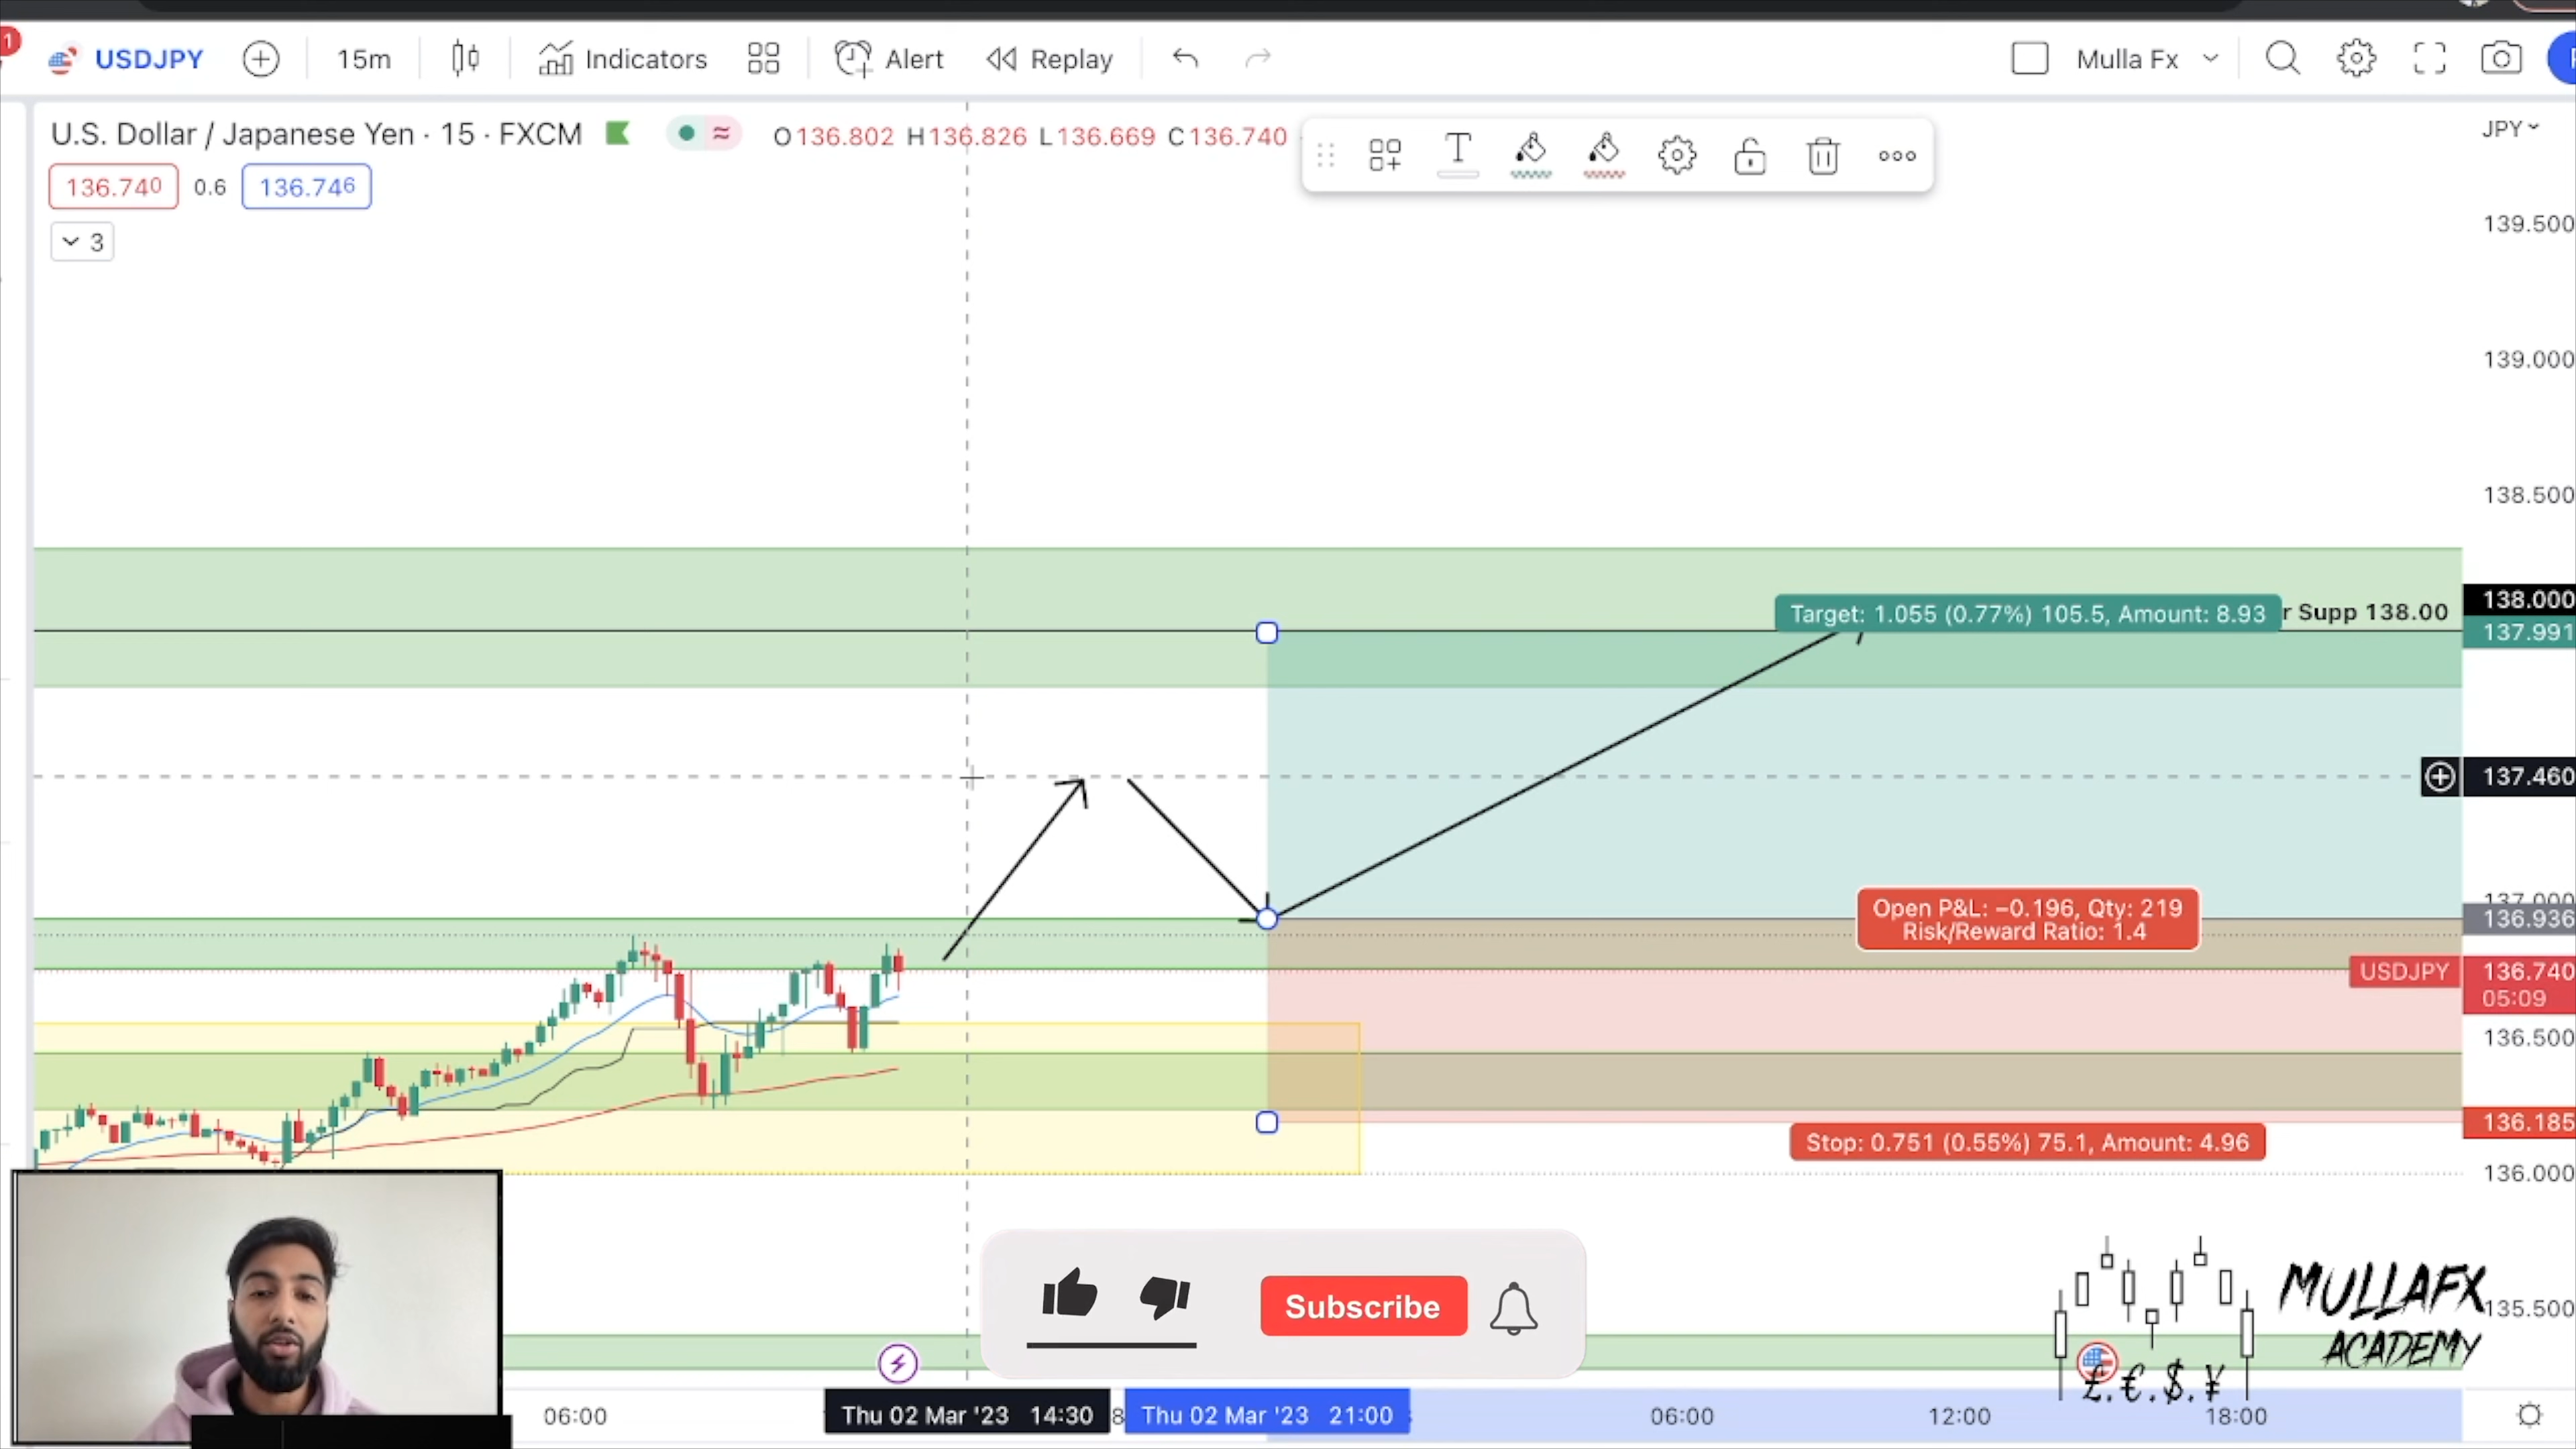 1
USDJPY 15m Indicators Alert Replay Mulla Fx
U.S. Dollar / Japanese Yen · 15 · FXCM O136.802 H136.826 L136.669 C136.740
JPY
136.740 0.6 136.746
3
139.500
139.000
138.500
138.000
Target: 1.055 (0.77%) 105.5, Amount: 8.93
r Supp 138.00
137.991
137.460
137.000
136.936
Open P&L: −0.196, Qty: 219
Risk/Reward Ratio: 1.4
USDJPY 136.740
05:09
136.500
136.185
Stop: 0.751 (0.55%) 75.1, Amount: 4.96
136.000
Subscribe
MULLAFX
135.500
ACADEMY
£.€.$.¥
06:00 Thu 02 Mar '23 14:30 8 Thu 02 Mar '23 21:00 06:00 12:00 18:00